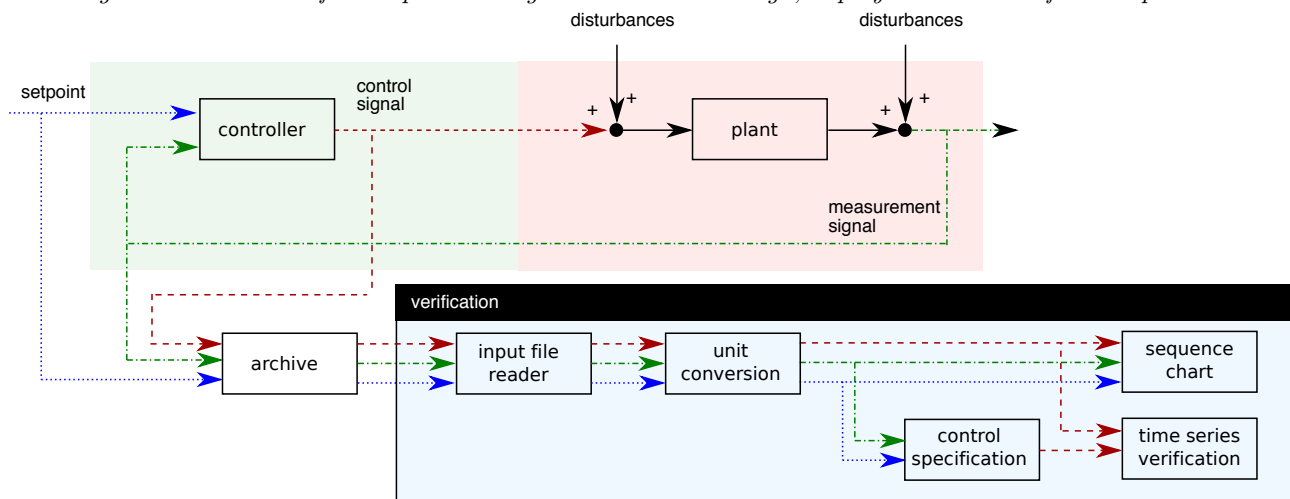 disturbances
disturbances
setpoint
control
signal
+
+
+
+
controller
plant
measurement
signal
verification
archive
input file
reader
unit
conversion
sequence
chart
control
specification
time series
verification